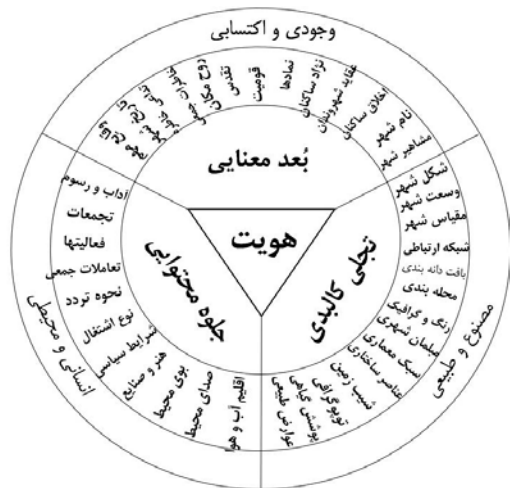 وجودی و اکتسابی
مشاهیر شهر
نام شهر
اخلاق ساکنان
عقاید شهروندان
نژاد ساکنان
نمادها
قومیت
تقدس
روح مکان
بُعد معنایی
هویت
تجلی کالبدی
جلوه محتوایی
شکل شهر
وسعت شهر
مقیاس شهر
شبکه ارتباطی
بافت دانه بندی
محله بندی
رنگ و گرافیک
مبلمان شهری
سبک معماری
عناصر ساختاری
شیب زمین
توپوگرافی
پوشش گیاهی
عوارض طبیعی
مصنوع و طبیعی
آداب و رسوم
تجمعات
فعالیتها
تعاملات جمعی
نحوه تردد
نوع اشتغال
شرایط سیاسی
هنر و صنایع
بوی محیط
صدای محیط
اقلیم آب و هوا
انسانی و محیطی